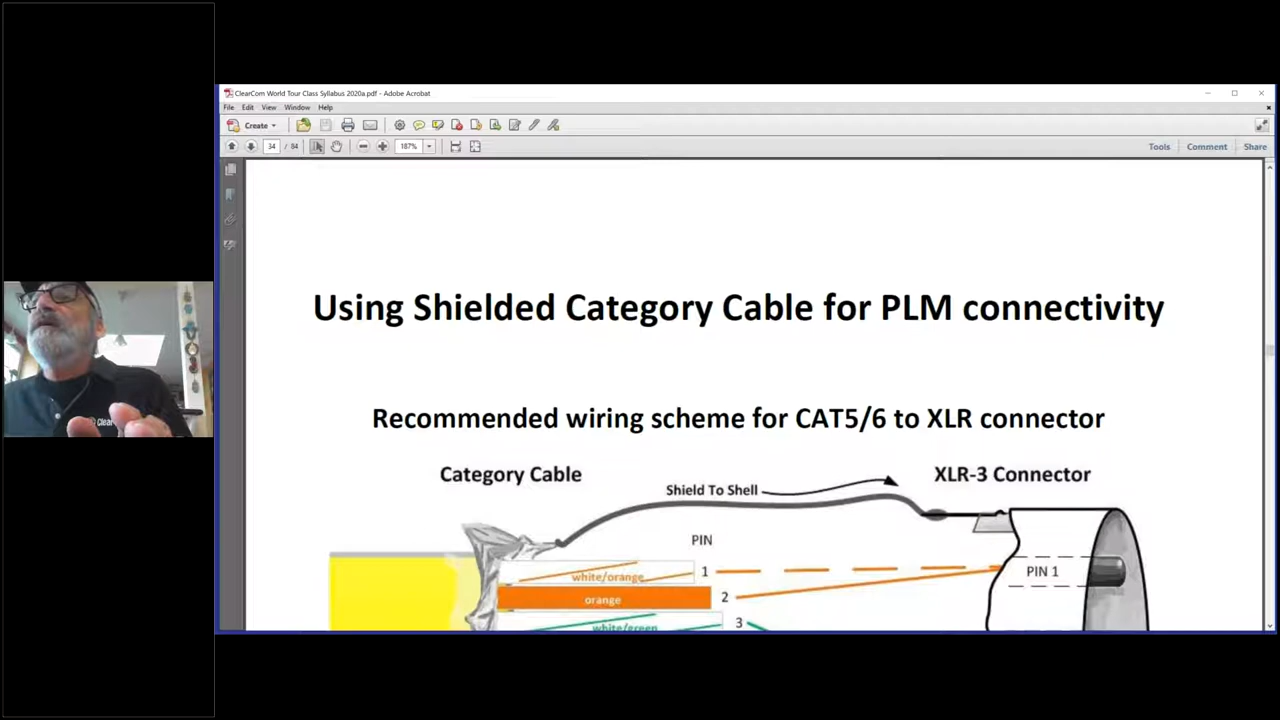 ClearCom World Tour Class Syllabus 2020a.pdf - Adobe Acrobat
File Edit View Window Help
Create
34 / 84 187% Tools Comment Share
Using Shielded Category Cable for PLM connectivity
Recommended wiring scheme for CAT5/6 to XLR connector
Category Cable
Shield To Shell
XLR-3 Connector
PIN
white/orange 1
PIN 1
orange 2
white/green 3
Clear